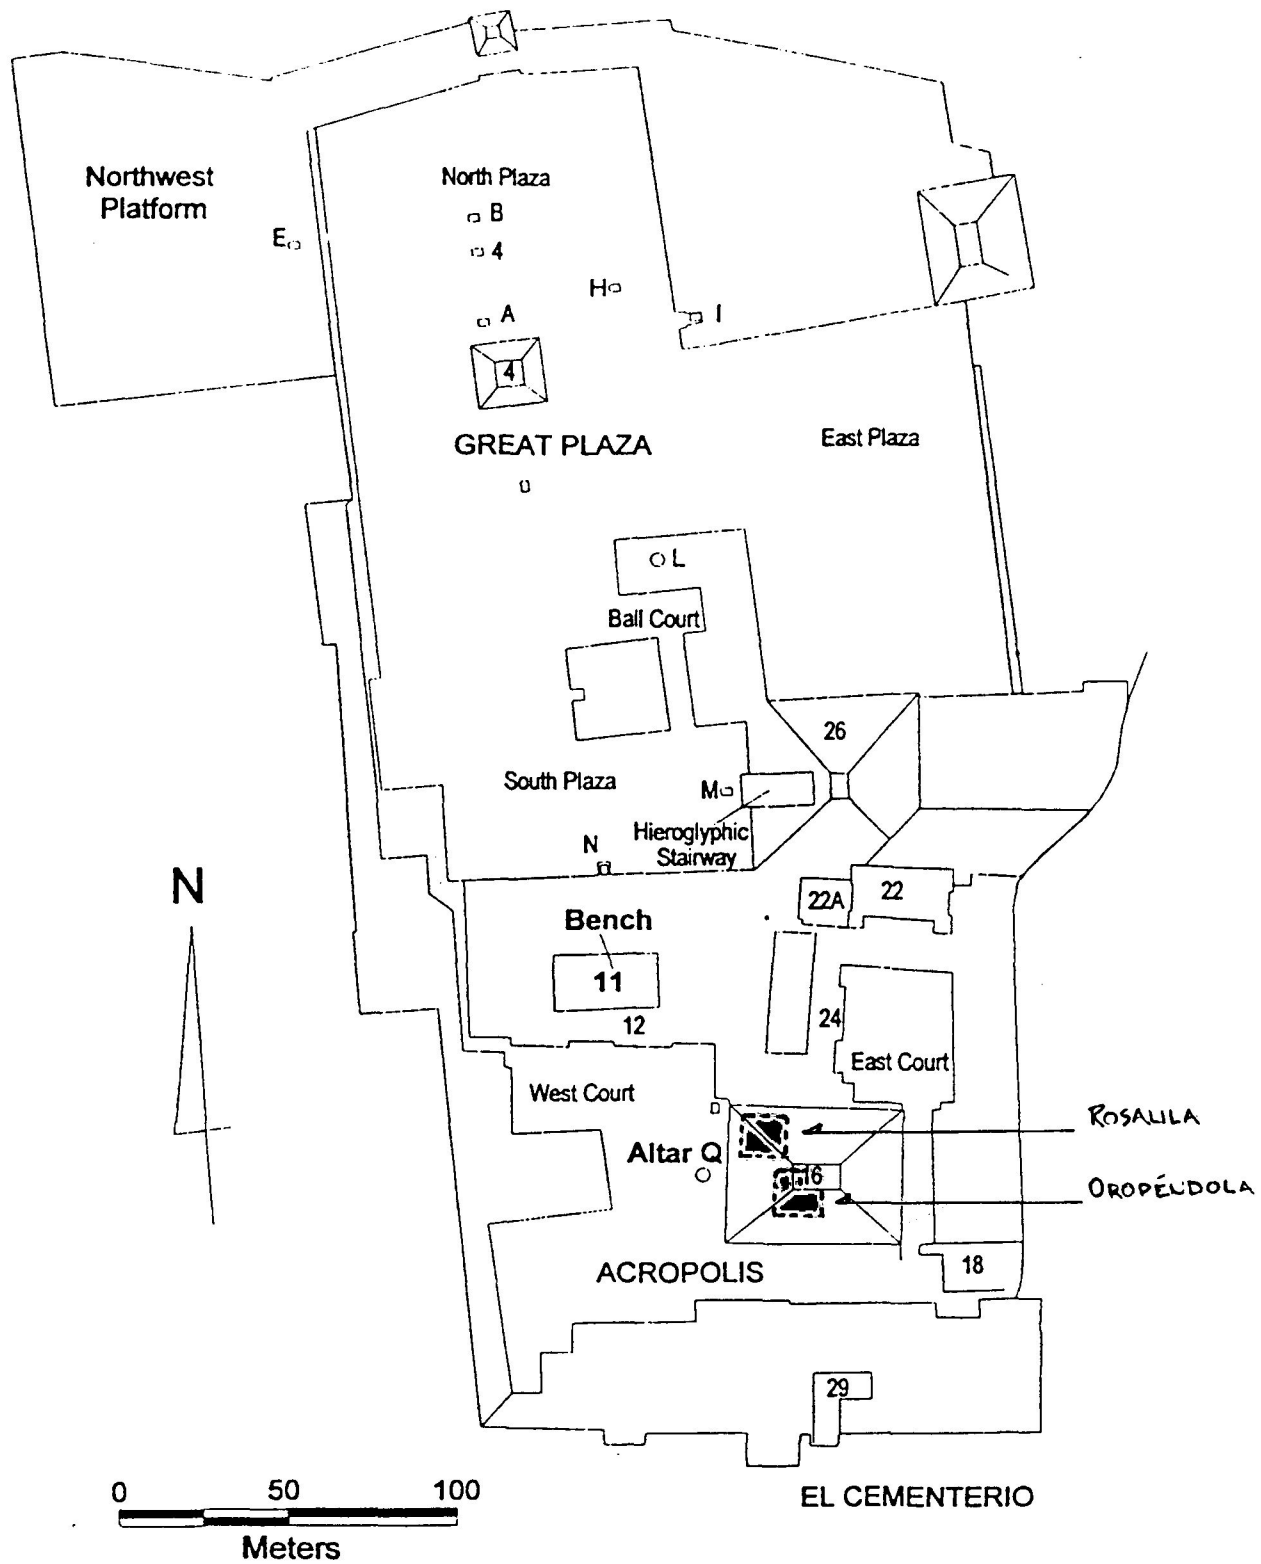 Northwest
Platform
North Plaza
B
E
4
H
A
I
4
GREAT PLAZA
East Plaza
L
Ball Court
26
South Plaza
M
Hieroglyphic
Stairway
N
N
22A
22
Bench
11
12
24
East Court
West Court
ROSALILA
Altar Q
16
OROPÉNDOLA
ACROPOLIS
18
29
0 50 100
Meters
EL CEMENTERIO